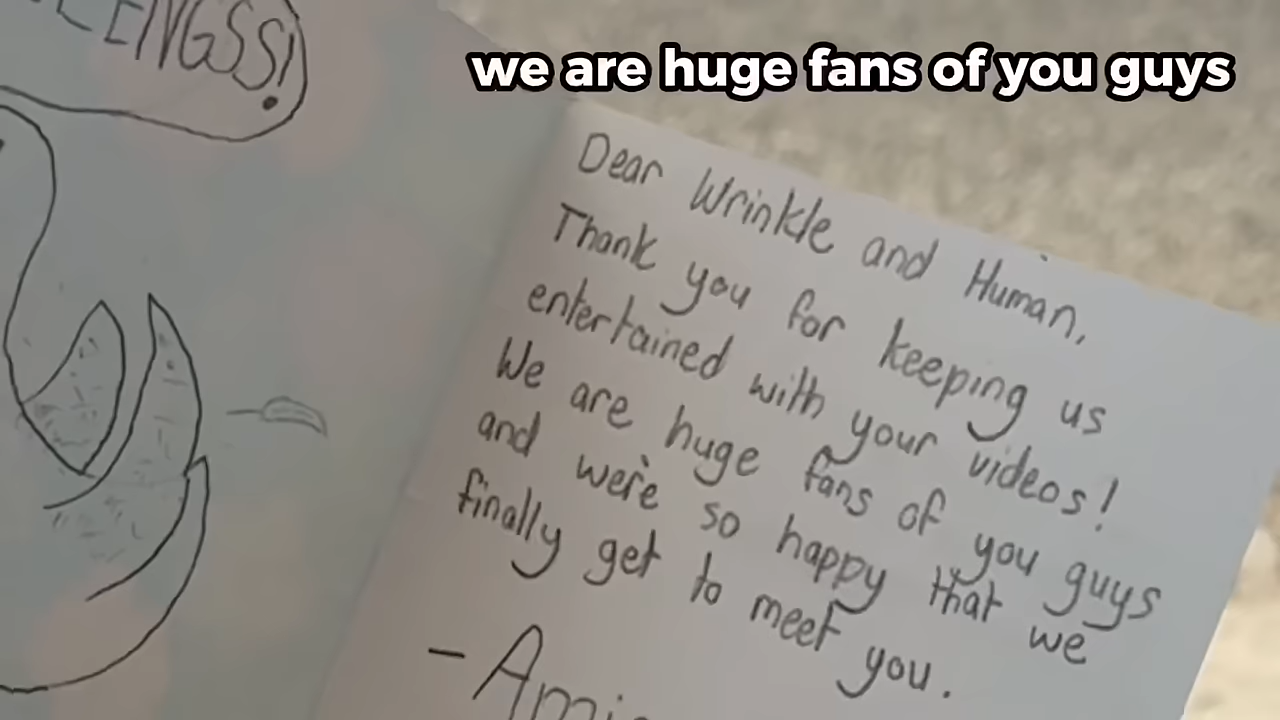 we are huge fans of you guys
Dear Wrinkle and Human,
Thank you for keeping us
entertained with your videos!
We are huge fans of you guys
and we're so happy that we
finally get to meet you.